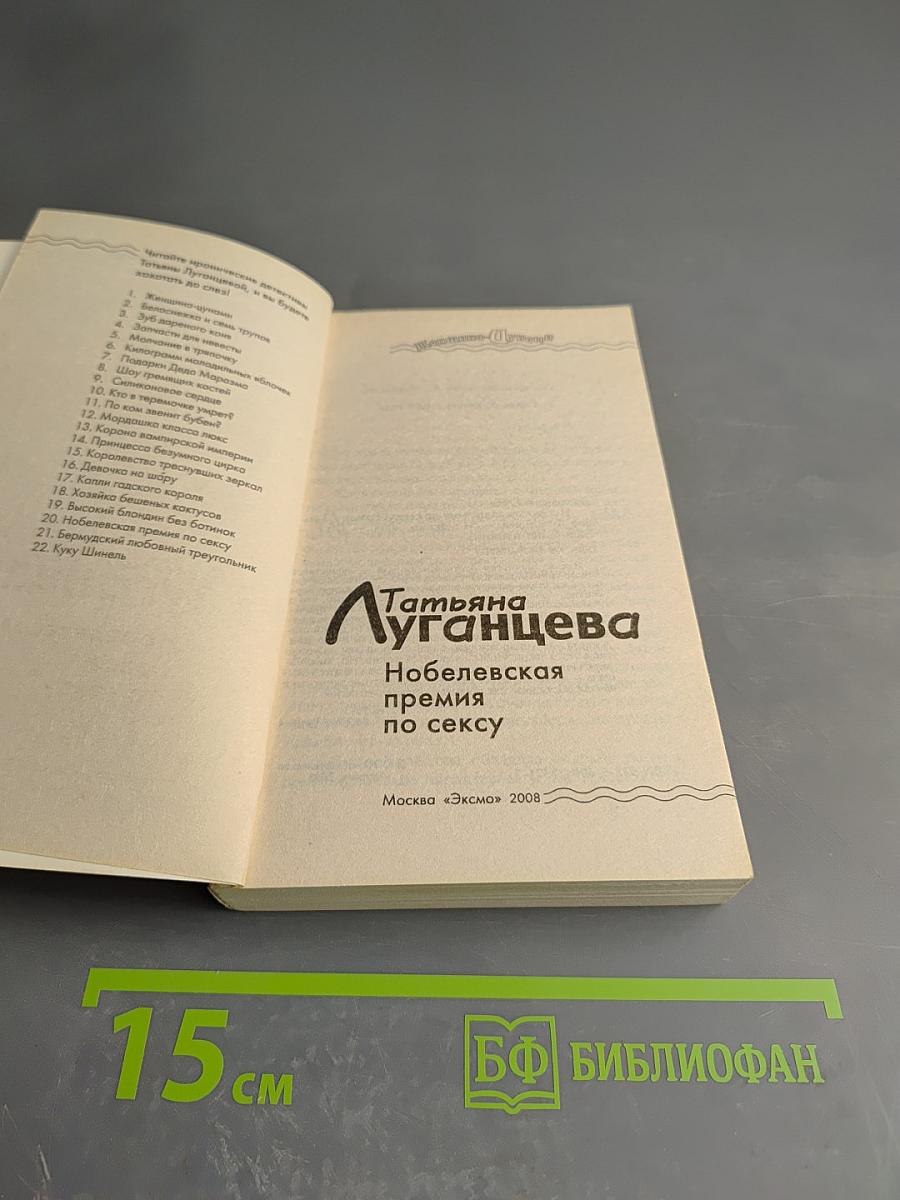 Читайте иронические детективы
Татьяны Луганцевой, и вы будете
хохотать до слез!
1. Женщина-цунами
2. Белоснежка и семь трупов
3. Зуб дареного коня
4. Запчасти для невесты
5. Молчание в тряпочку
6. Килограмм молодильных яблочек
7. Подарки Деда Маразма
8. Шоу гремящих костей
9. Силиконовое сердце
10. Кто в теремочке умрет?
11. По ком звенит бубен?
12. Мордашка класса люкс
13. Корона вампирской империи
14. Принцесса безумного цирка
15. Королевство треснувших зеркал
16. Девочка на шару
17. Капли гадского короля
18. Хозяйка бешеных кактусов
19. Высокий блондин без ботинок
20. Нобелевская премия по сексу
21. Бермудский любовный треугольник
22. Куку Шинель
Женщина-Цунами
Татьяна
Луганцева
Нобелевская
премия
по сексу
Москва «Эксмо» 2008
15 см
БФ БИБЛИОФАН